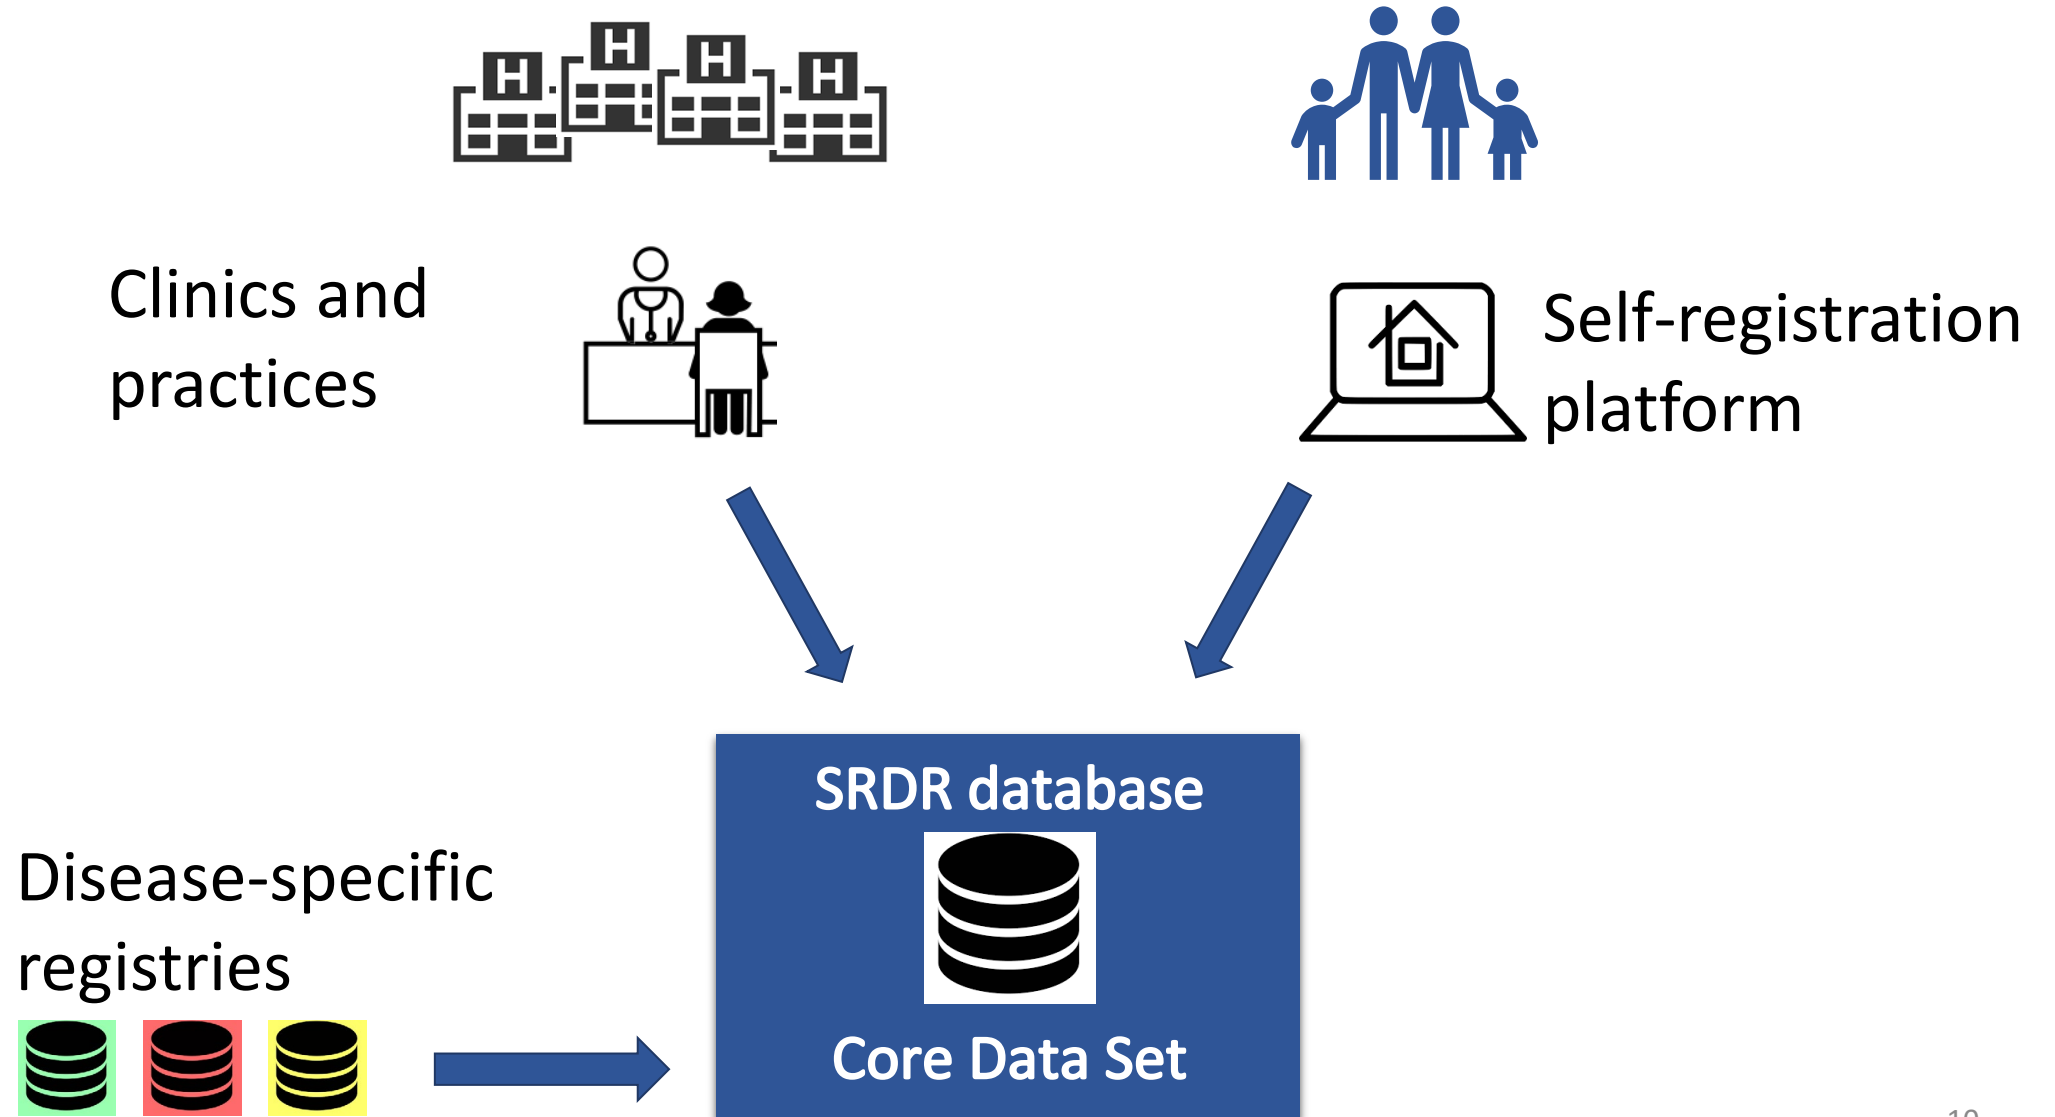 H H H H
Clinics and
practices
Self-registration
platform
SRDR database
Disease-specific
registries
Core Data Set